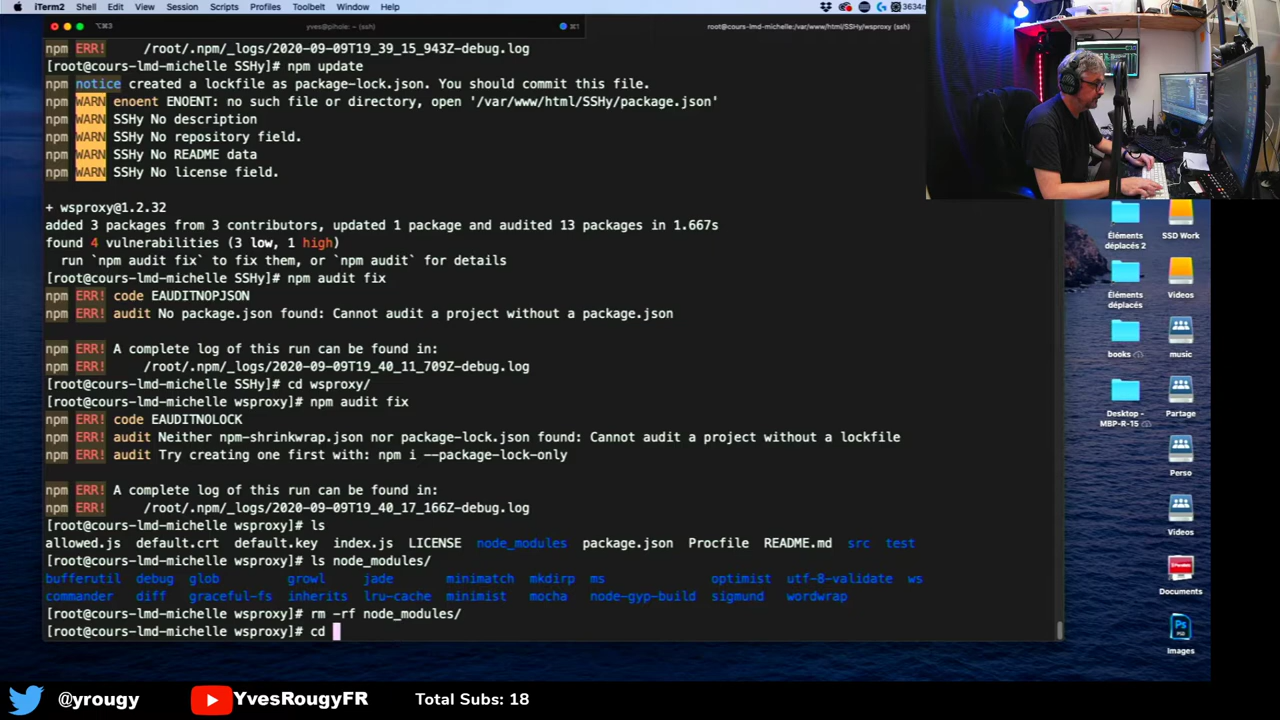 iTerm2 Shell Edit View Session Scripts Profiles Toolbelt Window Help
3634r
⌥⌘3 yves@pihole: ~ (ssh) ⌘1 root@cours-lmd-michelle:/var/www/html/SSHy/wsproxy (ssh)
npm ERR! /root/.npm/_logs/2020-09-09T19_39_15_943Z-debug.log
[root@cours-lmd-michelle SSHy]# npm update
npm notice created a lockfile as package-lock.json. You should commit this file.
npm WARN enoent ENOENT: no such file or directory, open '/var/www/html/SSHy/package.json'
npm WARN SSHy No description
npm WARN SSHy No repository field.
npm WARN SSHy No README data
npm WARN SSHy No license field.
+ wsproxy@1.2.32
added 3 packages from 3 contributors, updated 1 package and audited 13 packages in 1.667s
found 4 vulnerabilities (3 low, 1 high)
run `npm audit fix` to fix them, or `npm audit` for details
[root@cours-lmd-michelle SSHy]# npm audit fix
npm ERR! code EAUDITNOPJSON
npm ERR! audit No package.json found: Cannot audit a project without a package.json
npm ERR! A complete log of this run can be found in:
npm ERR! /root/.npm/_logs/2020-09-09T19_40_11_709Z-debug.log
[root@cours-lmd-michelle SSHy]# cd wsproxy/
[root@cours-lmd-michelle wsproxy]# npm audit fix
npm ERR! code EAUDITNOLOCK
npm ERR! audit Neither npm-shrinkwrap.json nor package-lock.json found: Cannot audit a project without a lockfile
npm ERR! audit Try creating one first with: npm i --package-lock-only
npm ERR! A complete log of this run can be found in:
npm ERR! /root/.npm/_logs/2020-09-09T19_40_17_166Z-debug.log
[root@cours-lmd-michelle wsproxy]# ls
allowed.js default.crt default.key index.js LICENSE node_modules package.json Procfile README.md src test
[root@cours-lmd-michelle wsproxy]# ls node_modules/
bufferutil debug glob growl jade minimatch mkdirp ms optimist utf-8-validate ws
commander diff graceful-fs inherits lru-cache minimist mocha node-gyp-build sigmund wordwrap
[root@cours-lmd-michelle wsproxy]# rm -rf node_modules/
[root@cours-lmd-michelle wsproxy]# cd
Éléments déplacés 2
SSD Work
Éléments déplacés
Videos
books
music
Desktop - MBP-R-15
Partage
Perso
Vidéos
Documents
Images
@yrougy YvesRougyFR Total Subs: 18